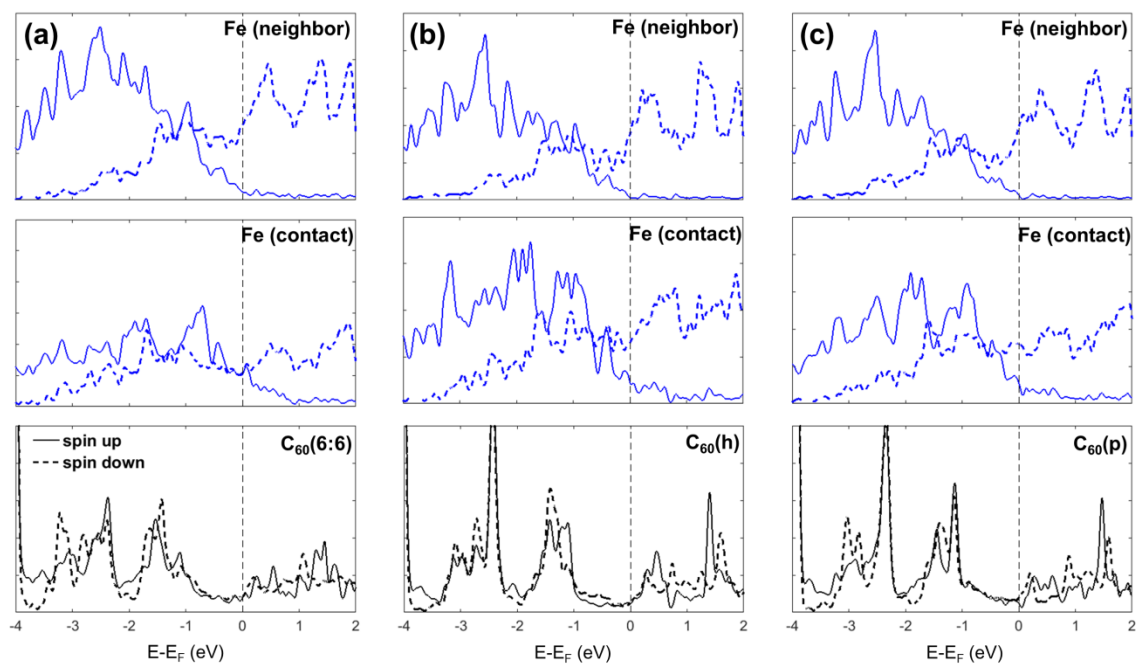 (a) Fe (neighbor)
(b) Fe (neighbor)
(c) Fe (neighbor)
Fe (contact)
Fe (contact)
Fe (contact)
spin up
spin down
C60(6:6)
C60(h)
C60(p)
-4 -3 -2 -1 0 1 2
-4 -3 -2 -1 0 1 2
-4 -3 -2 -1 0 1 2
E-EF (eV)
E-EF (eV)
E-EF (eV)